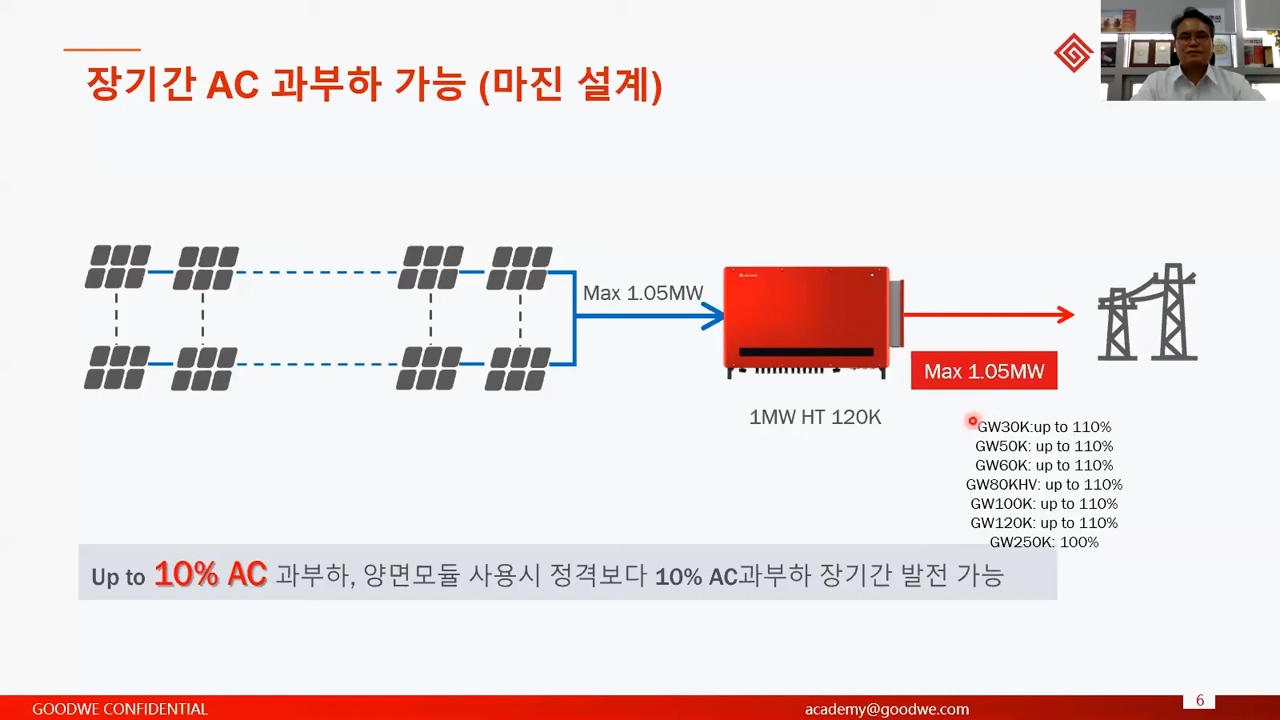 장기간 AC 과부하 가능 (마진 설계)
Max 1.05MW
Max 1.05MW
1MW HT 120K
GW30K:up to 110%
GW50K: up to 110%
GW60K: up to 110%
GW80KHV: up to 110%
GW100K: up to 110%
GW120K: up to 110%
GW250K: 100%
Up to 10% AC 과부하, 양면모듈 사용시 정격보다 10% AC과부하 장기간 발전 가능
GOODWE CONFIDENTIAL
academy@goodwe.com
6